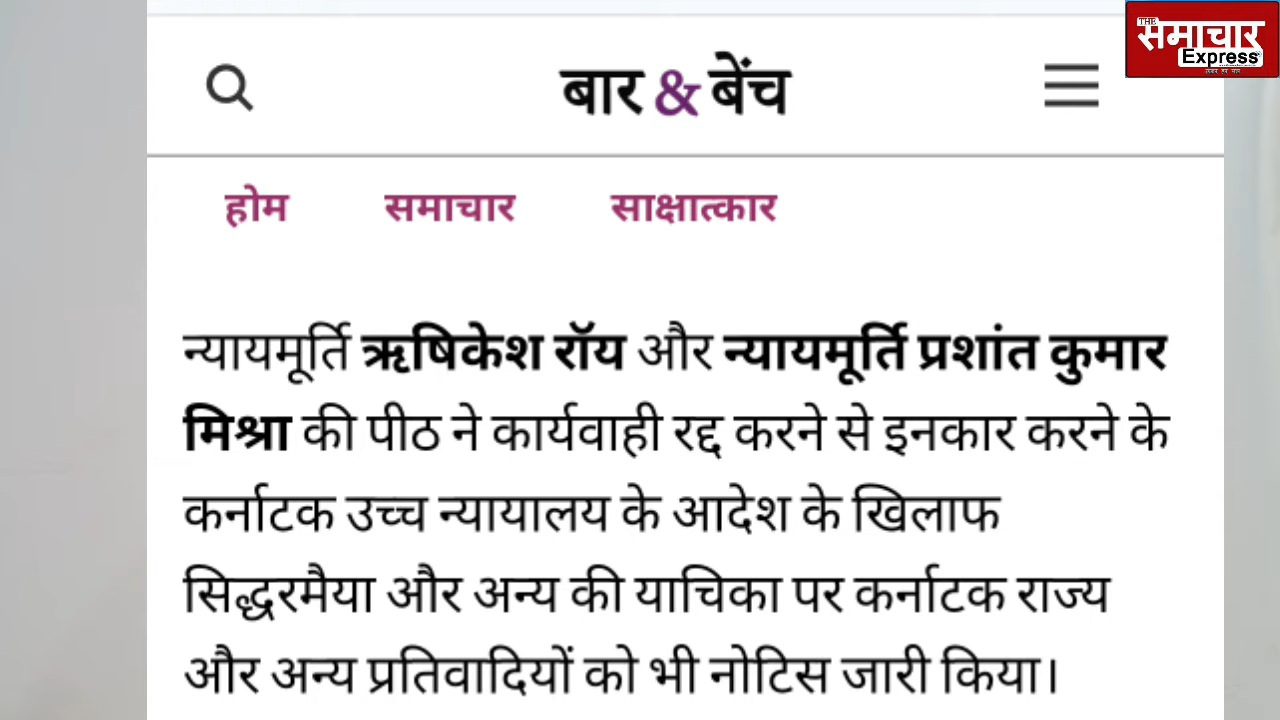 THE
समाचार
Express
बार & बेंच
होम समाचार साक्षात्कार
न्यायमूर्ति ऋषिकेश रॉय और न्यायमूर्ति प्रशांत कुमार
मिश्रा की पीठ ने कार्यवाही रद्द करने से इनकार करने के
कर्नाटक उच्च न्यायालय के आदेश के खिलाफ
सिद्धरमैया और अन्य की याचिका पर कर्नाटक राज्य
और अन्य प्रतिवादियों को भी नोटिस जारी किया।